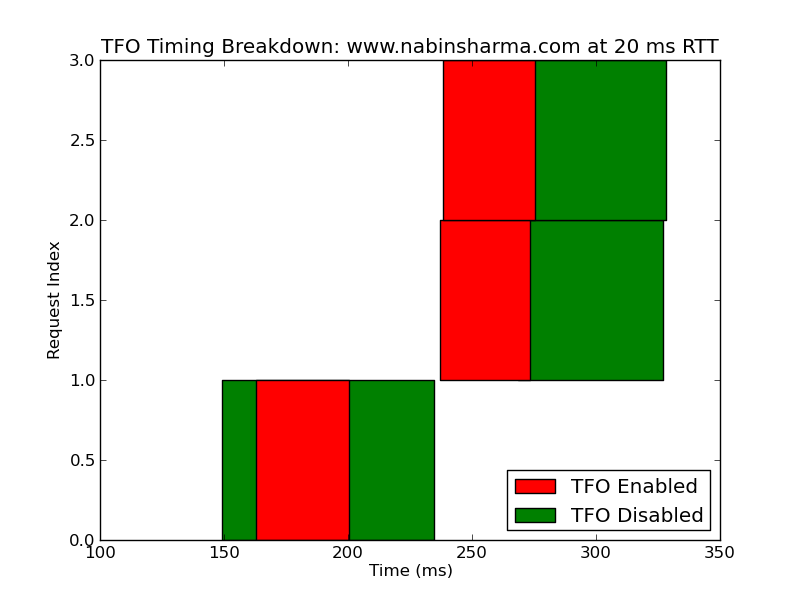 TFO Timing Breakdown: www.nabinsharma.com at 20 ms RTT
3.0
2.5
2.0
1.5
1.0
0.5
0.0
Request Index
100
150
200
250
300
350
Time (ms)
TFO Enabled
TFO Disabled